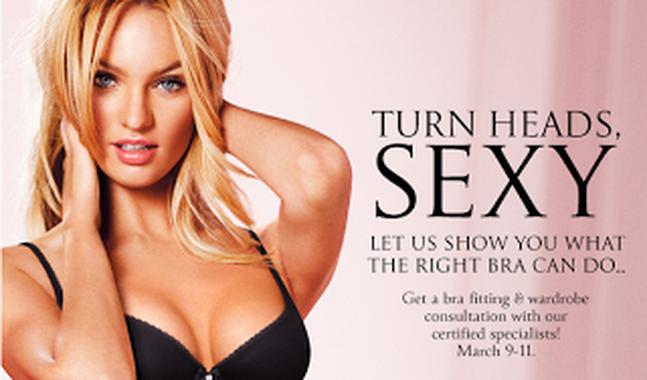 TURN HEADS,
SEXY
LET US SHOW YOU WHAT
THE RIGHT BRA CAN DO..
Get a bra fitting & wardrobe
consultation with our
certified specialists!
March 9-11.